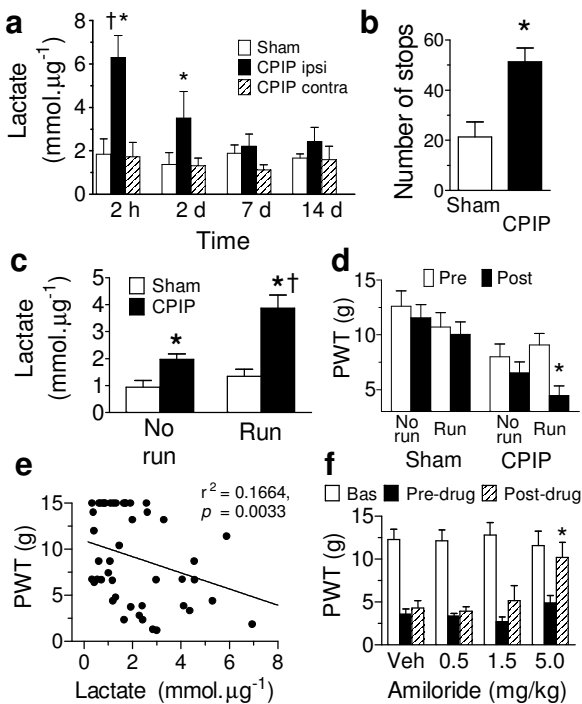 a
†*
*
Lactate
(mmol.µg-1)
8
6
4
2
0
Sham
CPIP ipsi
CPIP contra
2 h
2 d
7 d
14 d
Time
b
*
Number of stops
60
40
20
0
Sham
CPIP
c
Sham
CPIP
*
*†
Lactate
(mmol.µg-1)
5
4
3
2
1
0
No
run
Run
d
Pre
Post
*
PWT (g)
15
10
5
No
run
Run
No
run
Run
Sham
CPIP
e
r2 = 0.1664,
p = 0.0033
PWT (g)
15
10
5
0
0
2
4
6
8
Lactate (mmol.µg-1)
f
Bas
Pre-drug
Post-drug
*
PWT (g)
15
10
5
0
Veh
0.5
1.5
5.0
Amiloride (mg/kg)